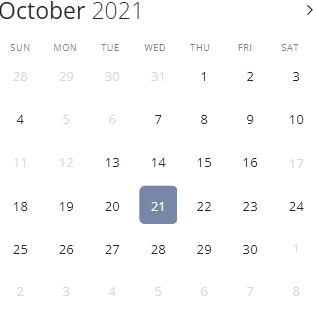 October 2021
SUN MON TUE WED THU FRI SAT
28 29 30 31 1 2 3
4 5 6 7 8 9 10
11 12 13 14 15 16 17
18 19 20 21 22 23 24
25 26 27 28 29 30 1
2 3 4 5 6 7 8